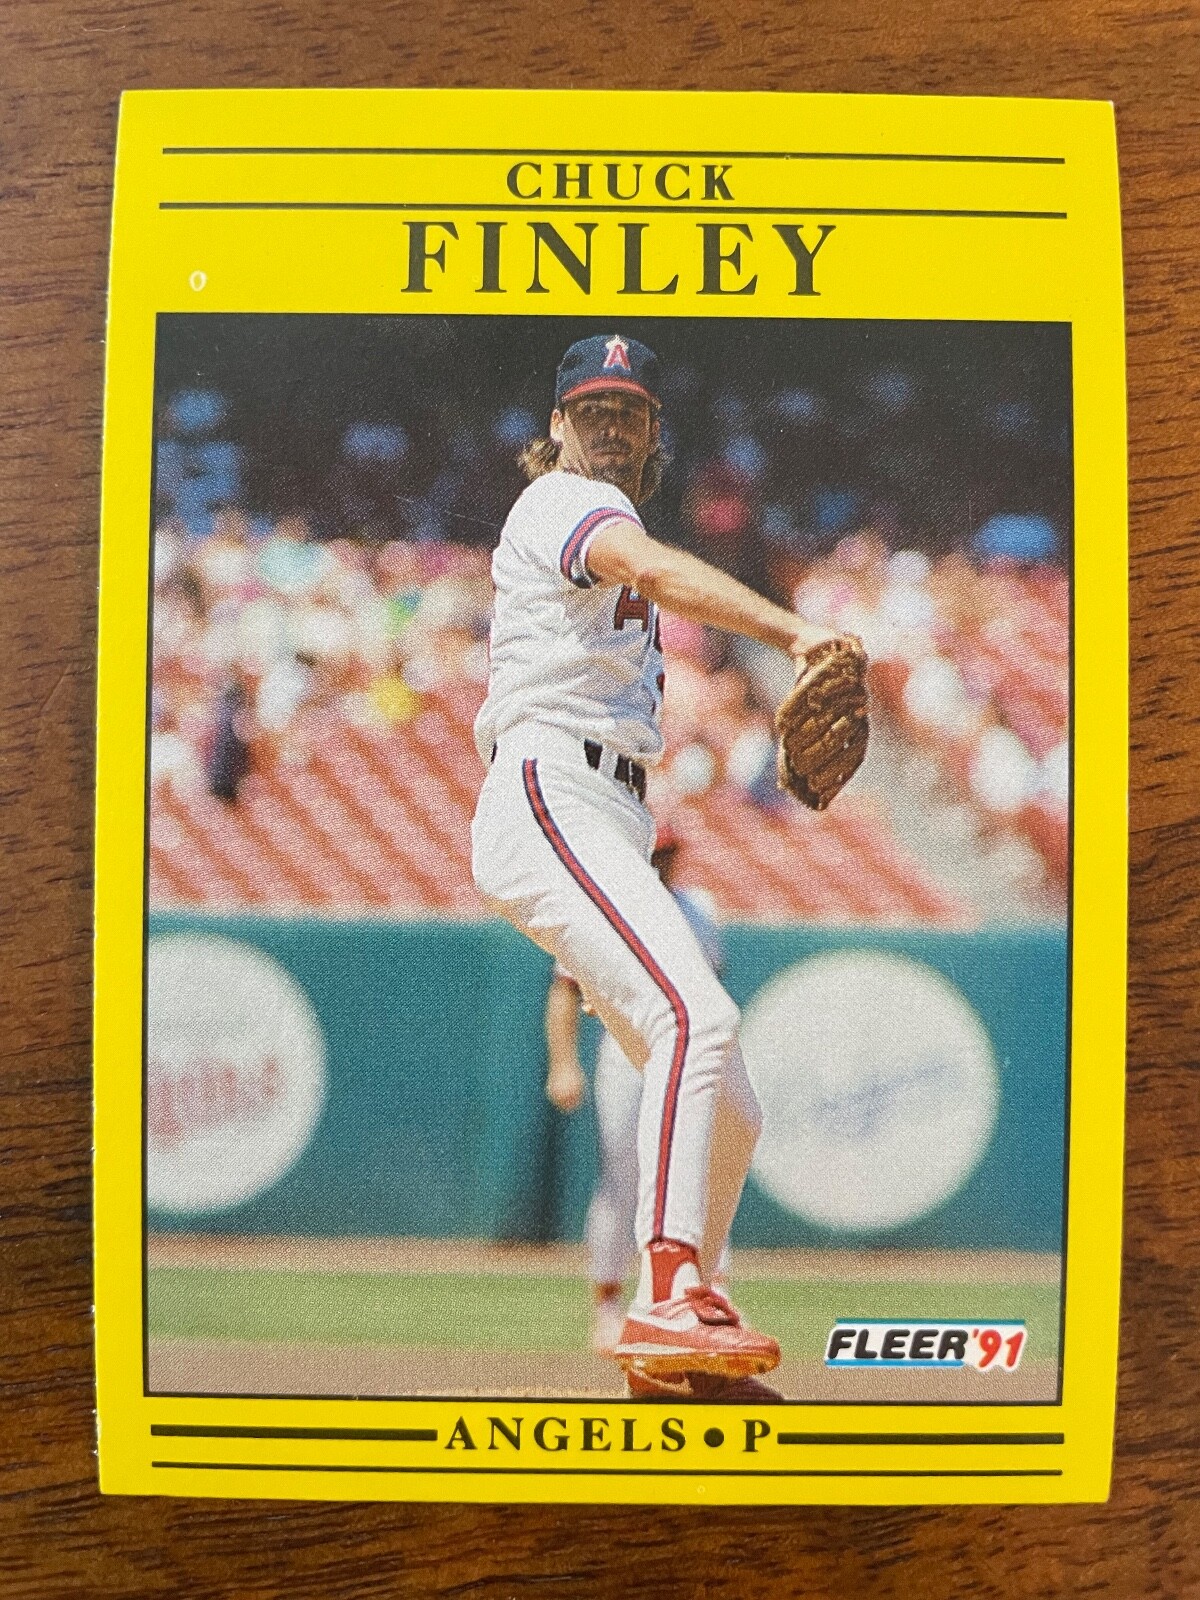 CHUCK
FINLEY
A
FLEER '91
ANGELS • P